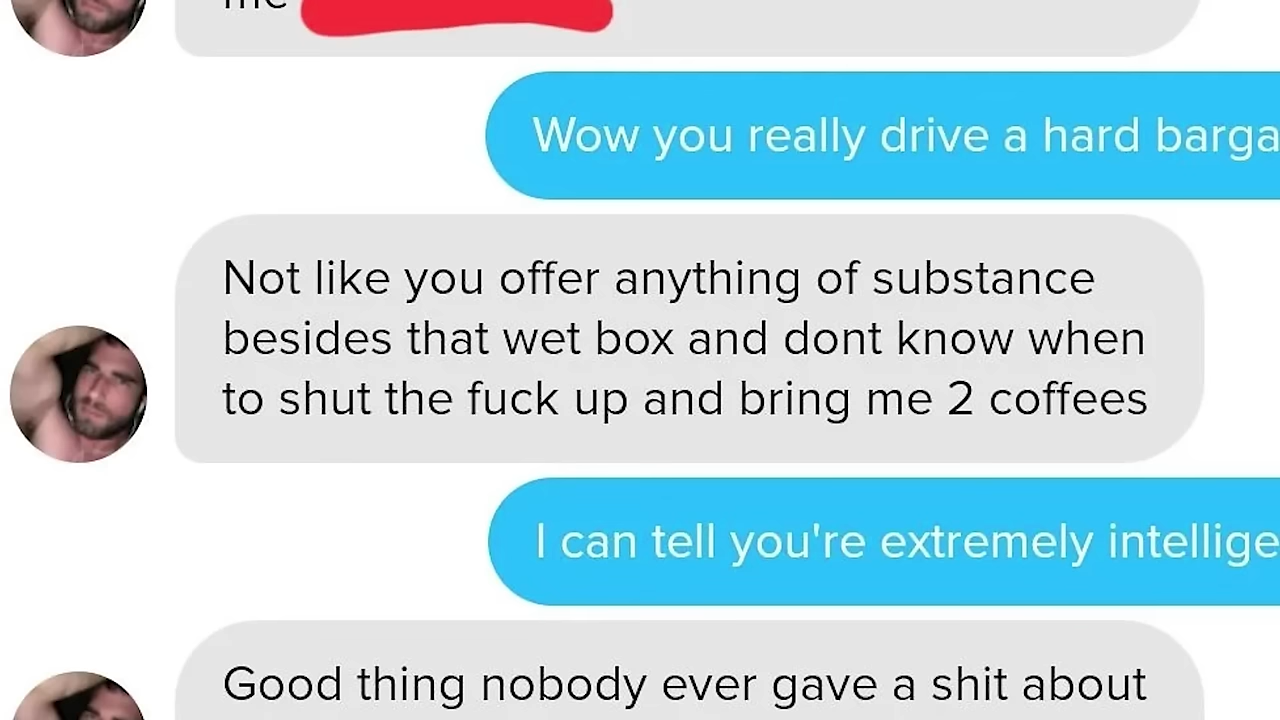 me
Wow you really drive a hard
Not like you offer anything of substance
besides that wet box and dont know when
to shut the fuck up and bring me 2 coffees
I can tell you're extremely
Good thing nobody ever gave a shit about